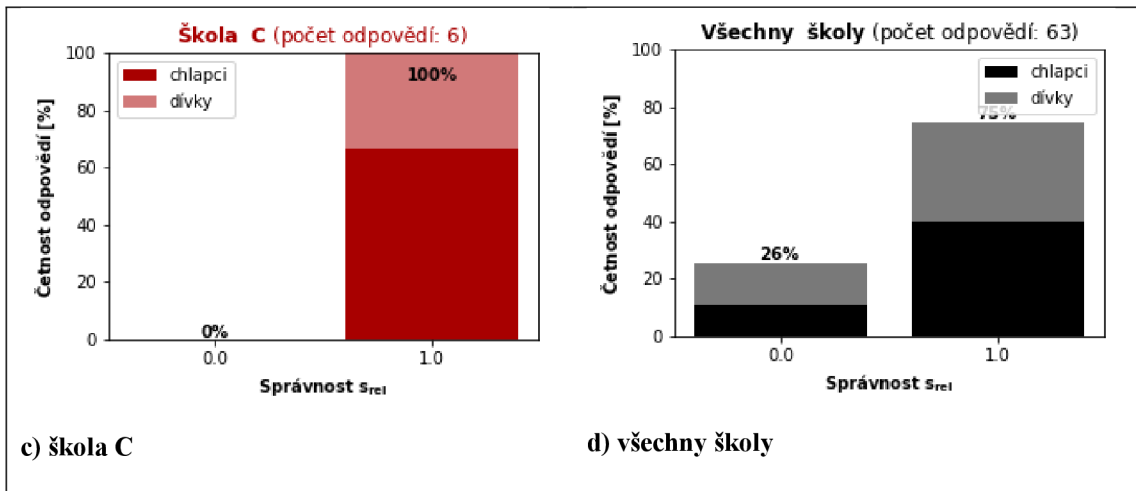 Škola C (počet odpovědí: 6)
Četnost odpovědí [%]
100
80
60
40
20
0
chlapci
dívky
0%
100%
0.0
1.0
Správnost s_rel
c) škola C
Všechny školy (počet odpovědí: 63)
Četnost odpovědí [%]
100
80
60
40
20
0
chlapci
dívky
26%
75%
0.0
1.0
Správnost s_rel
d) všechny školy